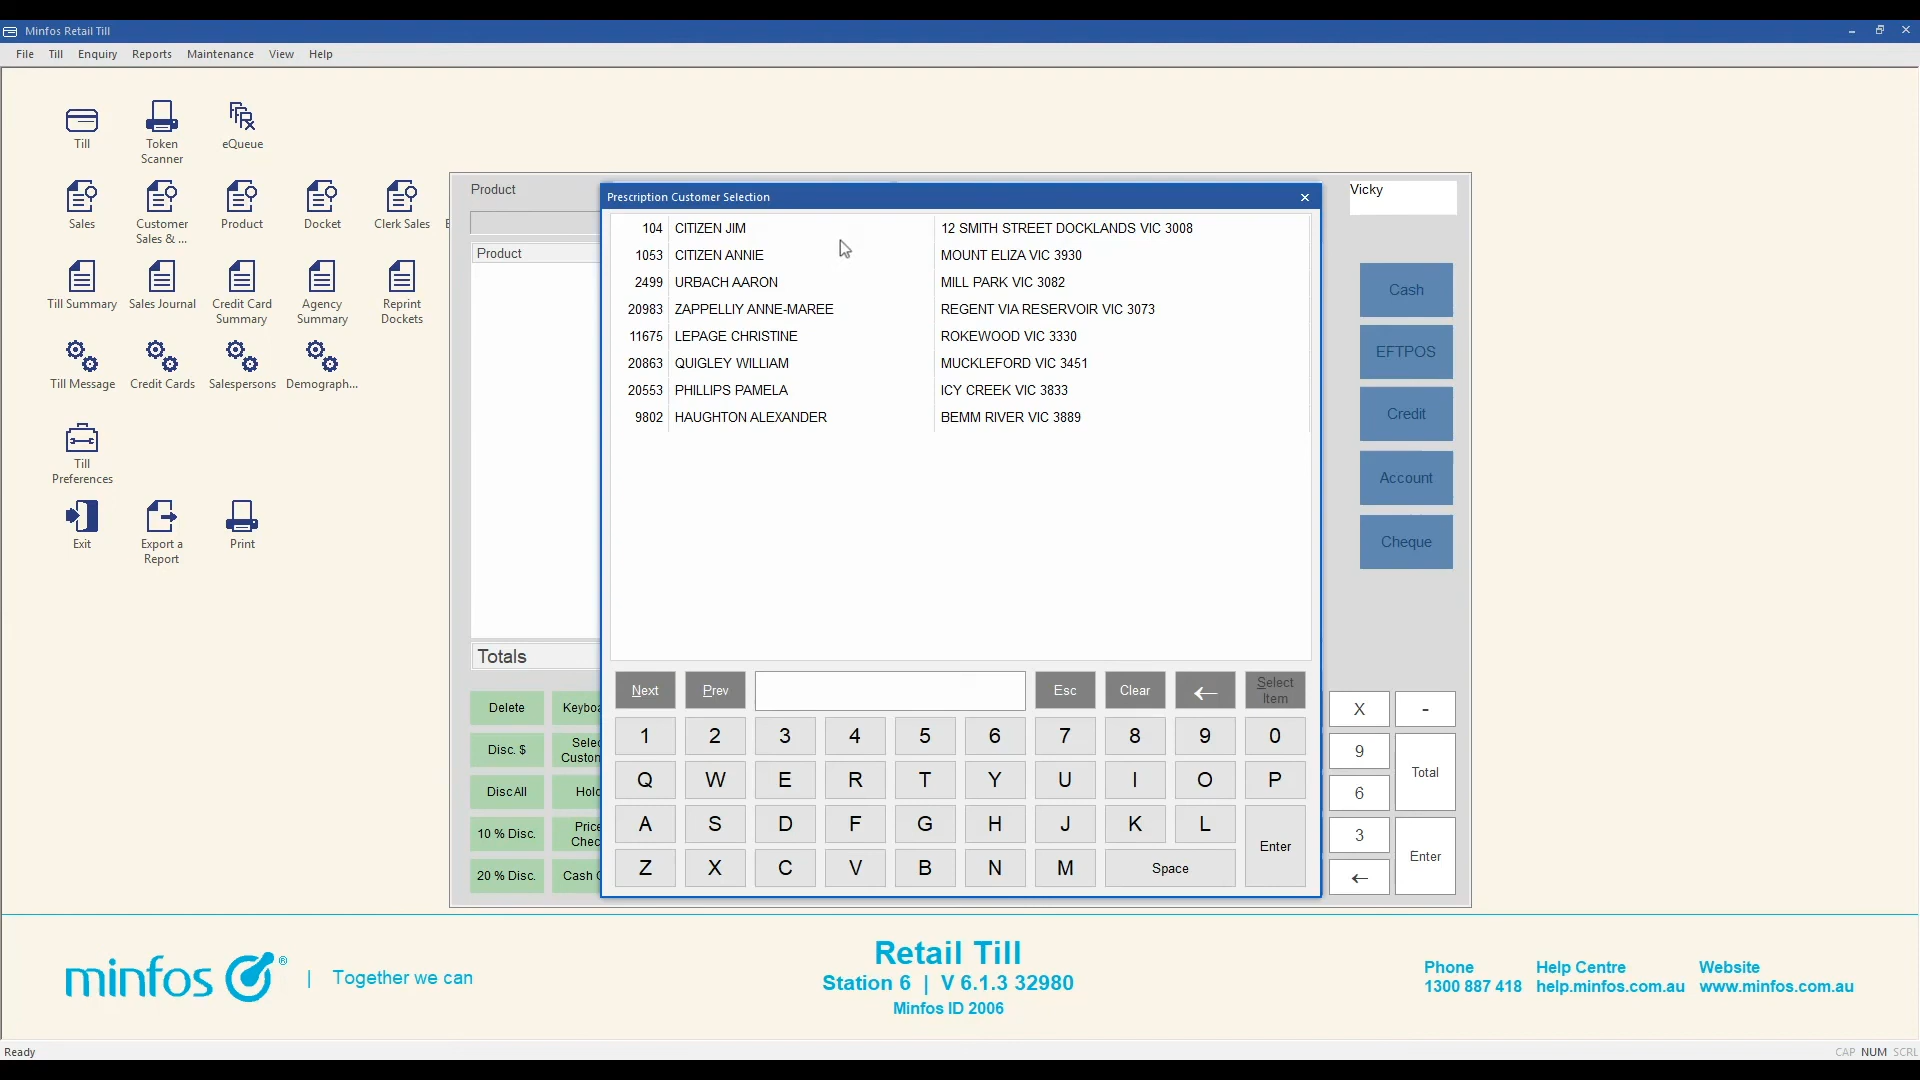 Minfos Retail Till
File Till Enquiry Reports Maintenance View Help
Till
Token
Scanner
eQueue
Sales
Customer
Sales & ...
Product
Docket
Clerk Sales
E
Till Summary
Sales Journal
Credit Card
Summary
Agency
Summary
Reprint
Dockets
Till Message
Credit Cards
Salespersons
Demograph...
Till
Preferences
Exit
Export a
Report
Print
Product
Vicky
Product
Prescription Customer Selection
104 CITIZEN JIM 12 SMITH STREET DOCKLANDS VIC 3008
1053 CITIZEN ANNIE MOUNT ELIZA VIC 3930
2499 URBACH AARON MILL PARK VIC 3082
20983 ZAPPELLIY ANNE-MAREE REGENT VIA RESERVOIR VIC 3073
11675 LEPAGE CHRISTINE ROKEWOOD VIC 3330
20863 QUIGLEY WILLIAM MUCKLEFORD VIC 3451
20553 PHILLIPS PAMELA ICY CREEK VIC 3833
9802 HAUGHTON ALEXANDER BEMM RIVER VIC 3889
Cash
EFTPOS
Credit
Account
Cheque
Totals
Delete
Disc. $
DiscAll
10 % Disc.
20 % Disc.
Keyboa
Selec
Custom
Hold
Price
Chec
Cash
Next Prev Esc Clear ← Select
Item
1 2 3 4 5 6 7 8 9 0
Q W E R T Y U I O P
A S D F G H J K L
Enter
Z X C V B N M Space
X -
9
Total
6
3
Enter
←
minfos ® | Together we can
Retail Till
Station 6 | V 6.1.3 32980
Minfos ID 2006
Phone
1300 887 418
Help Centre
help.minfos.com.au
Website
www.minfos.com.au
Ready
CAP NUM SCRL